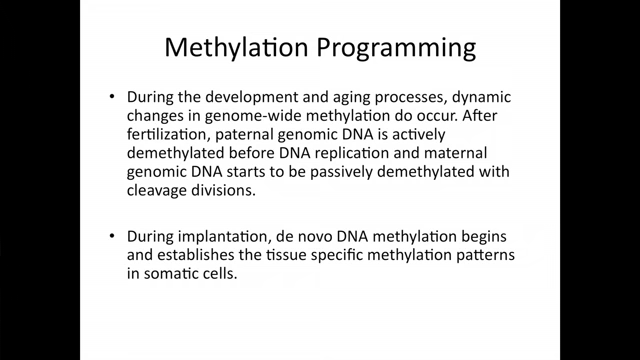 Methylation Programming
• During the development and aging processes, dynamic
changes in genome-wide methylation do occur. After
fertilization, paternal genomic DNA is actively
demethylated before DNA replication and maternal
genomic DNA starts to be passively demethylated with
cleavage divisions.
• During implantation, de novo DNA methylation begins
and establishes the tissue specific methylation patterns
in somatic cells.